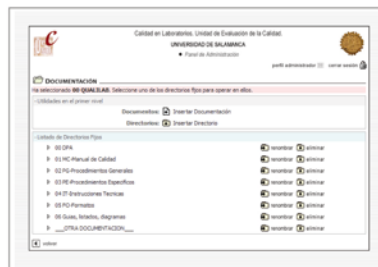 Calidad en Laboratorios. Unidad de Evaluación de la Calidad.
UNIVERSIDAD DE SALAMANCA
Panel de Administración
perfil administrador cerrar sesión
DOCUMENTACIÓN
Ha seleccionado 00 QUALILAB. Seleccione uno de los directorios fijos para operar en ellos.
Utilidades en el primer nivel
Documentos: Insertar Documentación
Directorios: Insertar Directorio
Listado de Directorios Fijos
00 DPA renombrar eliminar
01 MC-Manual de Calidad renombrar eliminar
02 PG-Procedimientos Generales renombrar eliminar
03 PE-Procedimientos Específicos renombrar eliminar
04 IT-Instrucciones Tecnicas renombrar eliminar
05 FO-Formatos renombrar eliminar
06 Guias, listados, diagramas renombrar eliminar
___OTRA DOCUMENTACION___ renombrar eliminar
volver